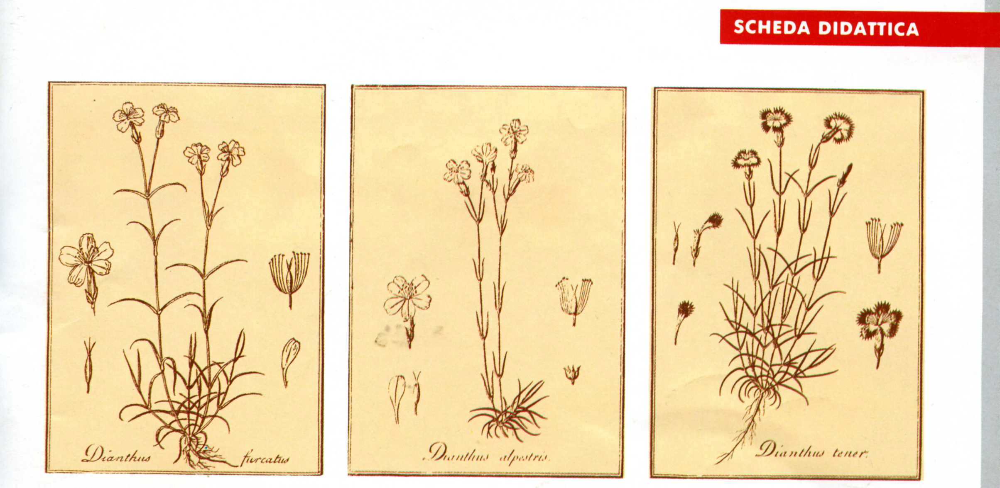 SCHEDA DIDATTICA
Dianthus furcatus
Dianthus alpestris.
Dianthus tener.